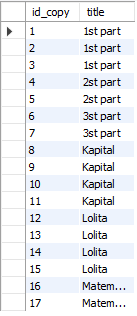 id_copy title
1 1st part
2 1st part
3 1st part
4 2st part
5 2st part
6 3st part
7 3st part
8 Kapital
9 Kapital
10 Kapital
11 Kapital
12 Lolita
13 Lolita
14 Lolita
15 Lolita
16 Matem...
17 Matem...